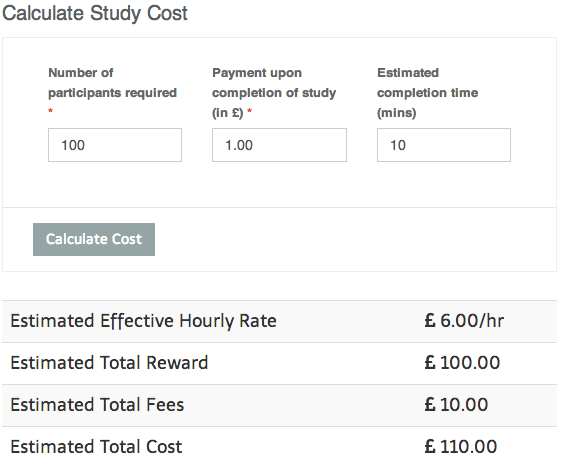 Calculate Study Cost
Number of
participants required
*
Payment upon
completion of study
(in £) *
Estimated
completion time
(mins)
100
1.00
10
Calculate Cost
Estimated Effective Hourly Rate £ 6.00/hr
Estimated Total Reward £ 100.00
Estimated Total Fees £ 10.00
Estimated Total Cost £ 110.00